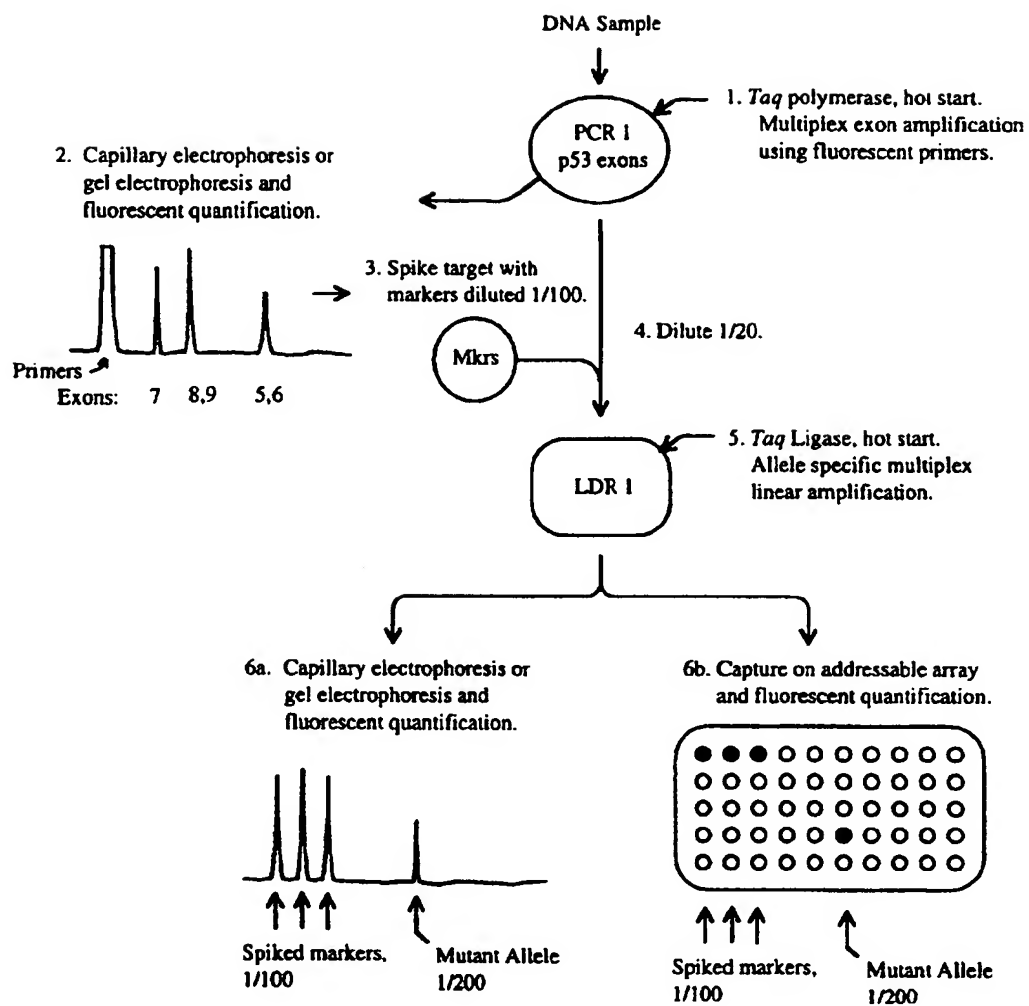 DNA Sample
1. Taq polymerase, hot start.
Multiplex exon amplification
using fluorescent primers.
PCR 1
p53 exons
2. Capillary electrophoresis or
gel electrophoresis and
fluorescent quantification.
3. Spike target with
markers diluted 1/100.
4. Dilute 1/20.
Mkrs
Primers
Exons: 7 8,9 5,6
5. Taq Ligase, hot start.
Allele specific multiplex
linear amplification.
LDR 1
6a. Capillary electrophoresis or
gel electrophoresis and
fluorescent quantification.
6b. Capture on addressable array
and fluorescent quantification.
Spiked markers,
1/100
Mutant Allele
1/200
Spiked markers,
1/100
Mutant Allele
1/200